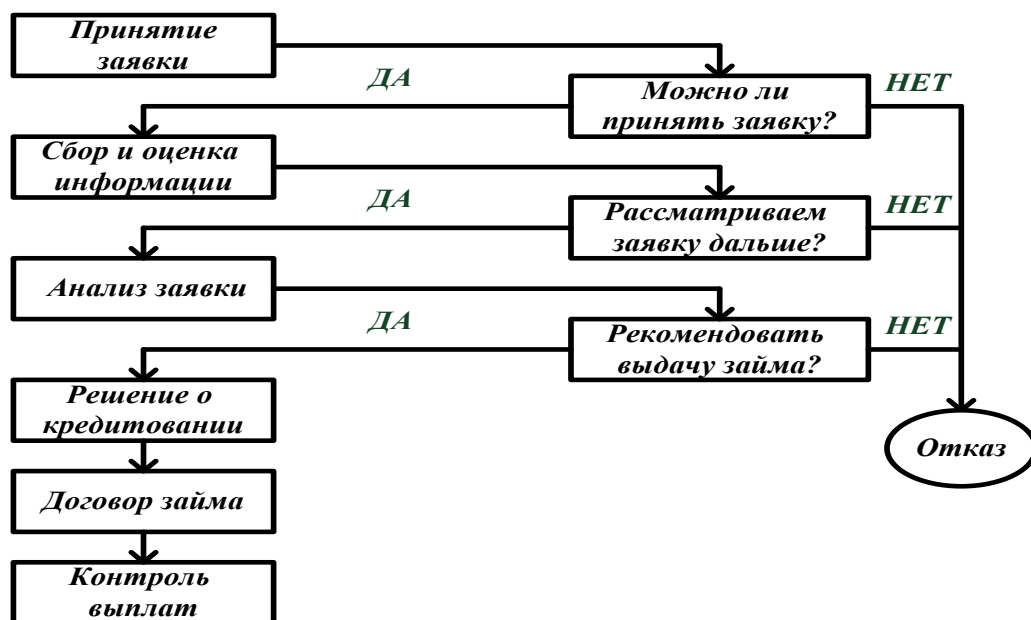 Принятие
заявки
ДА
Можно ли
принять заявку?
НЕТ
Сбор и оценка
информации
ДА
Рассматриваем
заявку дальше?
НЕТ
Анализ заявки
ДА
Рекомендовать
выдачу займа?
НЕТ
Решение о
кредитовании
Отказ
Договор займа
Контроль
выплат